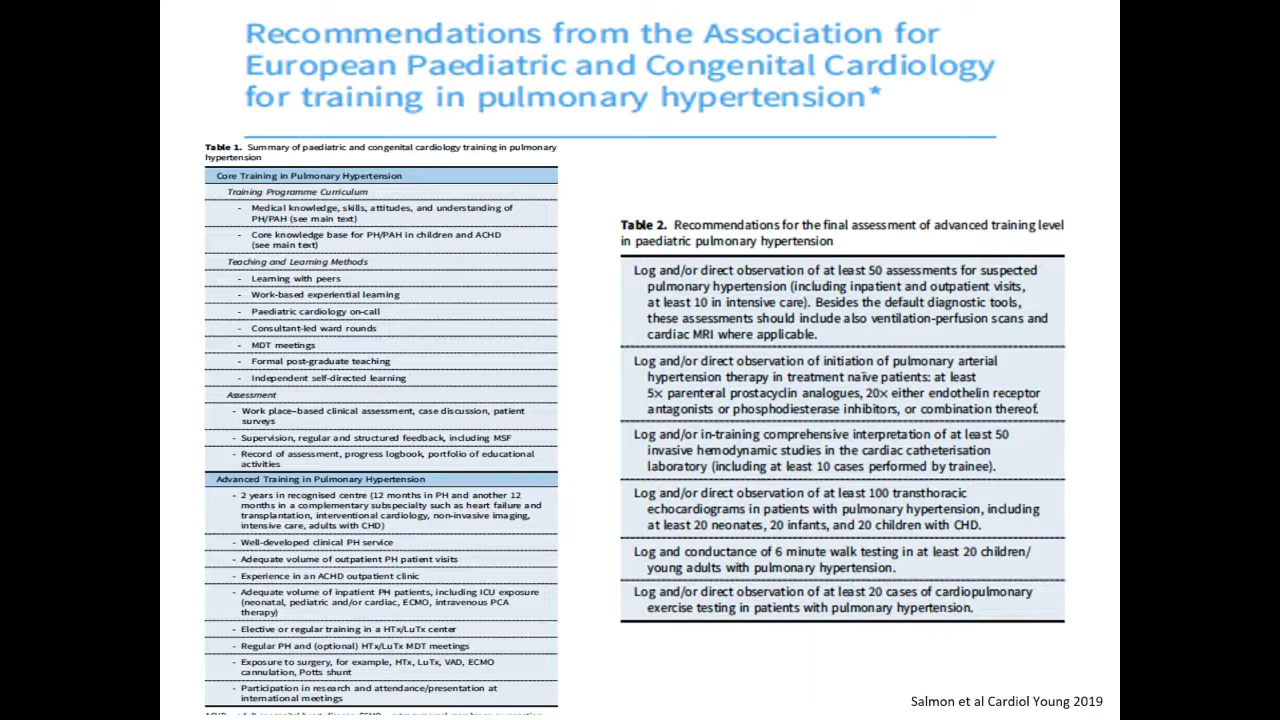 Recommendations from the Association for
European Paediatric and Congenital Cardiology
for training in pulmonary hypertension*
Table 1. Summary of paediatric and congenital cardiology training in pulmonary
hypertension
Core Training in Pulmonary Hypertension
Training Programme Curriculum
- Medical knowledge, skills, attitudes, and understanding of
PH/PAH (see main text)
- Core knowledge base for PH/PAH in children and ACHD
(see main text)
Teaching and Learning Methods
- Learning with peers
- Work-based experiential learning
- Paediatric cardiology on-call
- Consultant-led ward rounds
- MDT meetings
- Formal post-graduate teaching
- Independent self-directed learning
Assessment
- Work place–based clinical assessment, case discussion, patient
surveys
- Supervision, regular and structured feedback, including MSF
- Record of assessment, progress logbook, portfolio of educational
activities
Advanced Training in Pulmonary Hypertension
- 2 years in recognised centre (12 months in PH and another 12
months in a complementary subspecialty such as heart failure and
transplantation, interventional cardiology, non-invasive imaging,
intensive care, adults with CHD)
- Well-developed clinical PH service
- Adequate volume of outpatient PH patient visits
- Experience in an ACHD outpatient clinic
- Adequate volume of inpatient PH patients, including ICU exposure
(neonatal, pediatric and/or cardiac, ECMO, intravenous PCA
therapy)
- Elective or regular training in a HTx/LuTx center
- Regular PH and (optional) HTx/LuTx MDT meetings
- Exposure to surgery, for example, HTx, LuTx, VAD, ECMO
cannulation, Potts shunt
- Participation in research and attendance/presentation at
international meetings
Table 2. Recommendations for the final assessment of advanced training level
in paediatric pulmonary hypertension
Log and/or direct observation of at least 50 assessments for suspected
pulmonary hypertension (including inpatient and outpatient visits,
at least 10 in intensive care). Besides the default diagnostic tools,
these assessments should include also ventilation-perfusion scans and
cardiac MRI where applicable.
Log and/or direct observation of initiation of pulmonary arterial
hypertension therapy in treatment naïve patients: at least
5× parenteral prostacyclin analogues, 20× either endothelin receptor
antagonists or phosphodiesterase inhibitors, or combination thereof.
Log and/or in-training comprehensive interpretation of at least 50
invasive hemodynamic studies in the cardiac catheterisation
laboratory (including at least 10 cases performed by trainee).
Log and/or direct observation of at least 100 transthoracic
echocardiograms in patients with pulmonary hypertension, including
at least 20 neonates, 20 infants, and 20 children with CHD.
Log and conductance of 6 minute walk testing in at least 20 children/
young adults with pulmonary hypertension.
Log and/or direct observation of at least 20 cases of cardiopulmonary
exercise testing in patients with pulmonary hypertension.
Salmon et al Cardiol Young 2019